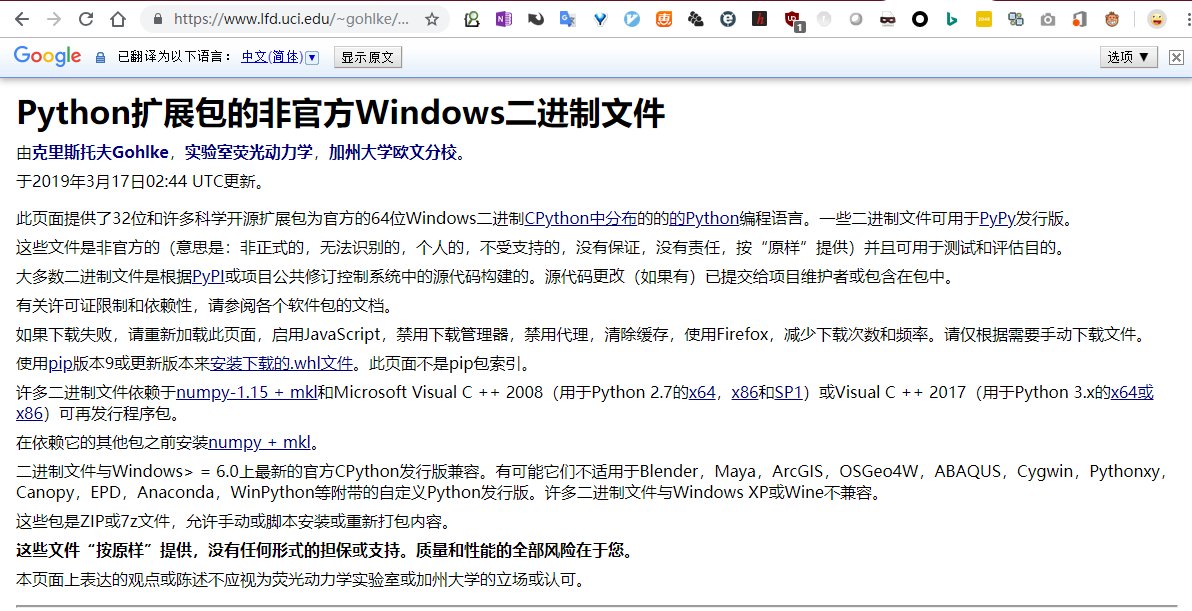 https://www.lfd.uci.edu/~gohlke/...
1
Google 已翻译为以下语言： 中文(简体) 显示原文 选项 ▼
Python扩展包的非官方Windows二进制文件
由克里斯托夫Gohlke，实验室荧光动力学，加州大学欧文分校。
于2019年3月17日02:44 UTC更新。
此页面提供了32位和许多科学开源扩展包为官方的64位Windows二进制CPython中分布的的的Python编程语言。一些二进制文件可用于PyPy发行版。
这些文件是非官方的（意思是：非正式的，无法识别的，个人的，不受支持的，没有保证，没有责任，按“原样”提供）并且可用于测试和评估目的。
大多数二进制文件是根据PyPI或项目公共修订控制系统中的源代码构建的。源代码更改（如果有）已提交给项目维护者或包含在包中。
有关许可证限制和依赖性，请参阅各个软件包的文档。
如果下载失败，请重新加载此页面，启用JavaScript，禁用下载管理器，禁用代理，清除缓存，使用Firefox，减少下载次数和频率。请仅根据需要手动下载文件。
使用pip版本9或更新版本来安装下载的.whl文件。此页面不是pip包索引。
许多二进制文件依赖于numpy-1.15 + mkl和Microsoft Visual C ++ 2008（用于Python 2.7的x64，x86和SP1）或Visual C ++ 2017（用于Python 3.x的x64或
x86）可再发行程序包。
在依赖它的其他包之前安装numpy + mkl。
二进制文件与Windows> = 6.0上最新的官方CPython发行版兼容。有可能它们不适用于Blender，Maya，ArcGIS，OSGeo4W，ABAQUS，Cygwin，Pythonxy，
Canopy，EPD，Anaconda，WinPython等附带的自定义Python发行版。许多二进制文件与Windows XP或Wine不兼容。
这些包是ZIP或7z文件，允许手动或脚本安装或重新打包内容。
这些文件“按原样”提供，没有任何形式的担保或支持。质量和性能的全部风险在于您。
本页面上表达的观点或陈述不应视为荧光动力学实验室或加州大学的立场或认可。